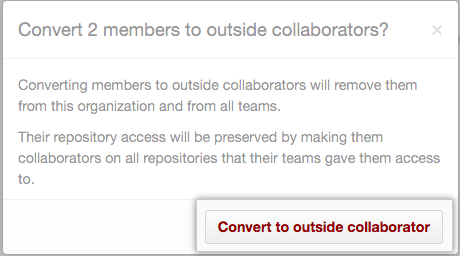 Convert 2 members to outside collaborators?
Converting members to outside collaborators will remove them
from this organization and from all teams.
Their repository access will be preserved by making them
collaborators on all repositories that their teams gave them access
to.
Convert to outside collaborator